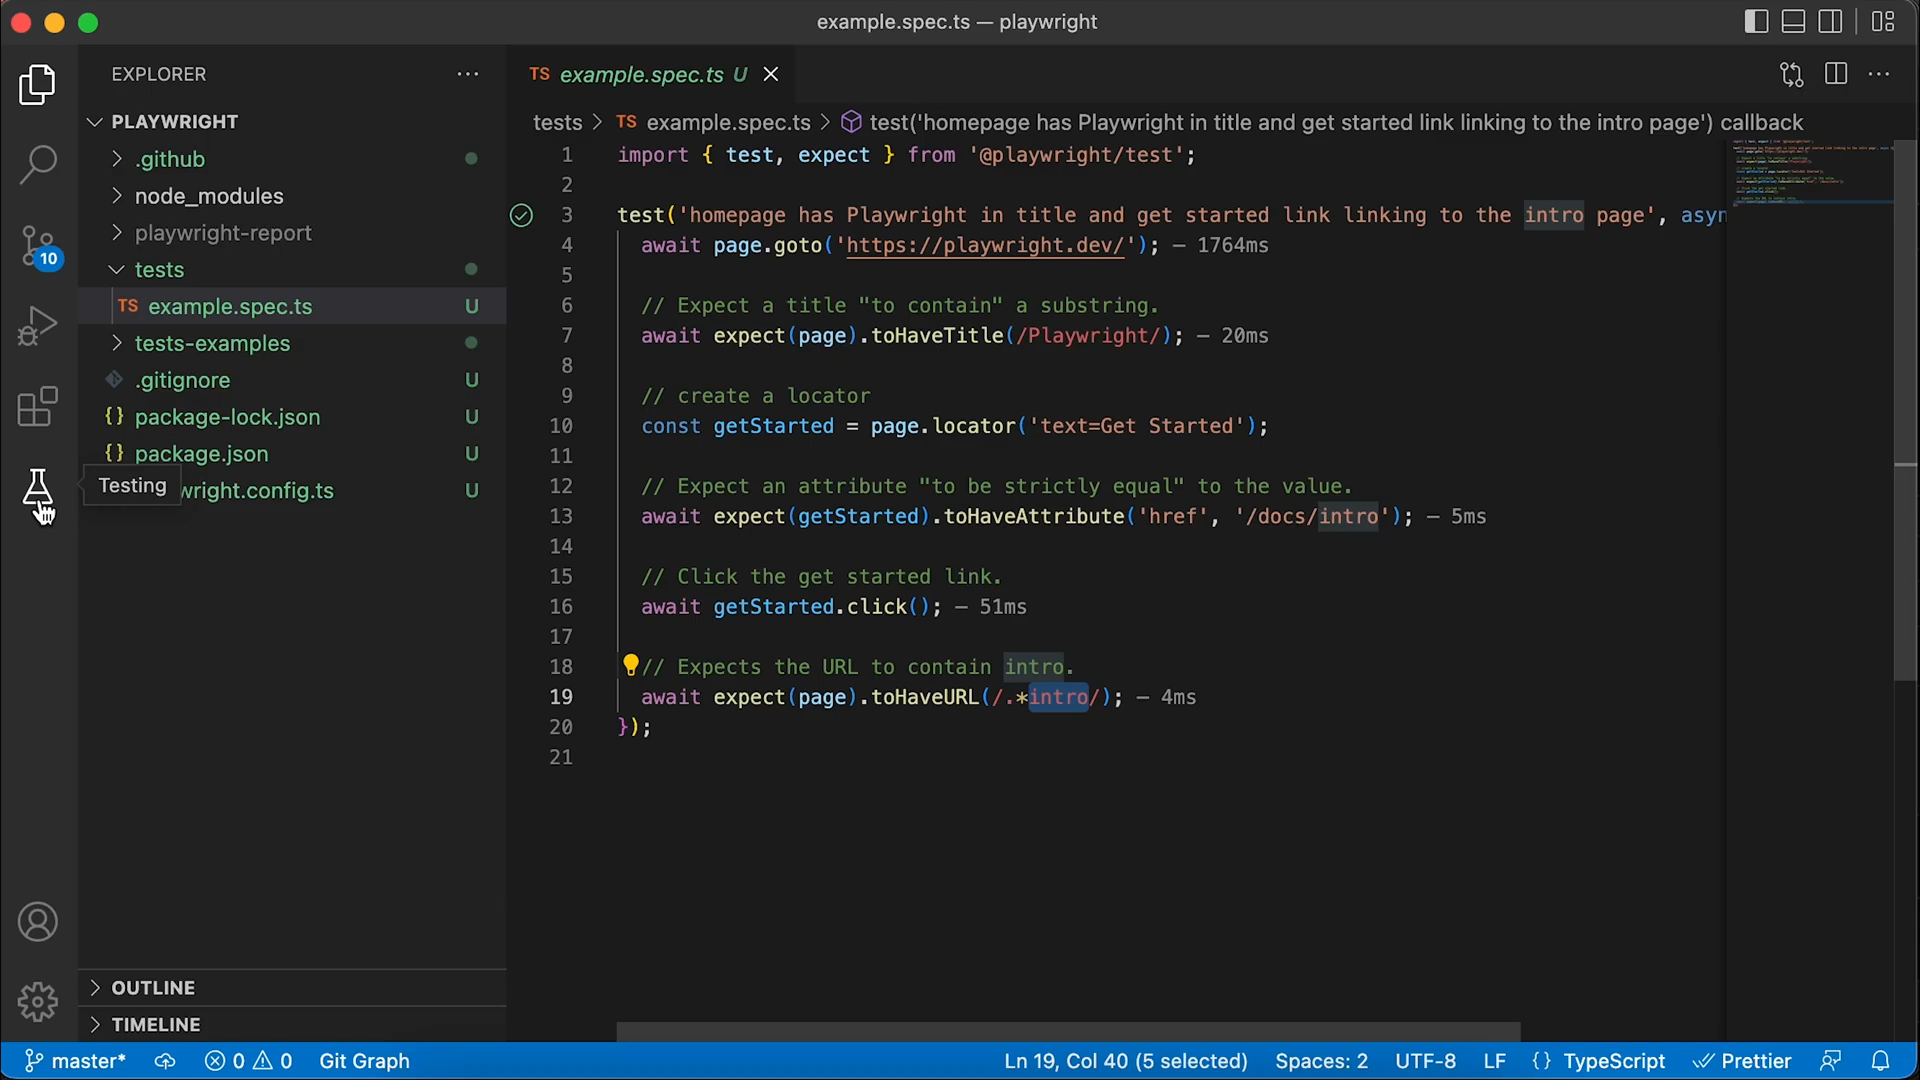 example.spec.ts — playwright
EXPLORER
PLAYWRIGHT
.github
node_modules
playwright-report
tests
TS example.spec.ts U
tests-examples
.gitignore U
{} package-lock.json U
{} package.json U
wright.config.ts U
Testing
10
OUTLINE
TIMELINE
TS example.spec.ts U
tests > TS example.spec.ts > test('homepage has Playwright in title and get started link linking to the intro page') callback
1 import { test, expect } from '@playwright/test';
2
3 test('homepage has Playwright in title and get started link linking to the intro page', asyn
4 await page.goto('https://playwright.dev/'); — 1764ms
5
6 // Expect a title "to contain" a substring.
7 await expect(page).toHaveTitle(/Playwright/); — 20ms
8
9 // create a locator
10 const getStarted = page.locator('text=Get Started');
11
12 // Expect an attribute "to be strictly equal" to the value.
13 await expect(getStarted).toHaveAttribute('href', '/docs/intro'); — 5ms
14
15 // Click the get started link.
16 await getStarted.click(); — 51ms
17
18 // Expects the URL to contain intro.
19 await expect(page).toHaveURL(/.*intro/); — 4ms
20 });
21
master* 0 0 Git Graph Ln 19, Col 40 (5 selected) Spaces: 2 UTF-8 LF {} TypeScript Prettier